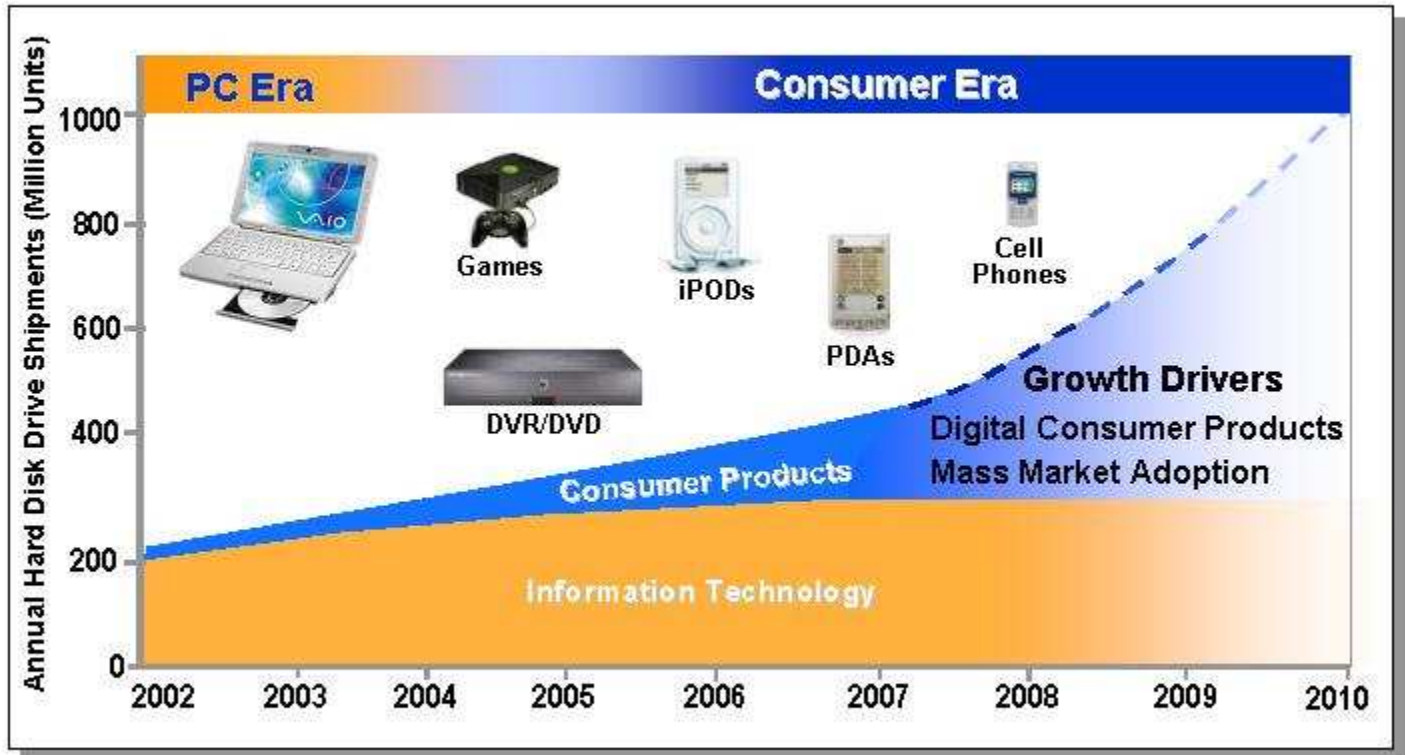 Annual Hard Disk Drive Shipments (Million Units)
PC Era
Consumer Era
1000
800
600
400
200
0
VAIO
Games
iPODs
Cell
Phones
PDAs
DVR/DVD
Growth Drivers
Digital Consumer Products
Mass Market Adoption
Consumer Products
Information Technology
2002
2003
2004
2005
2006
2007
2008
2009
2010